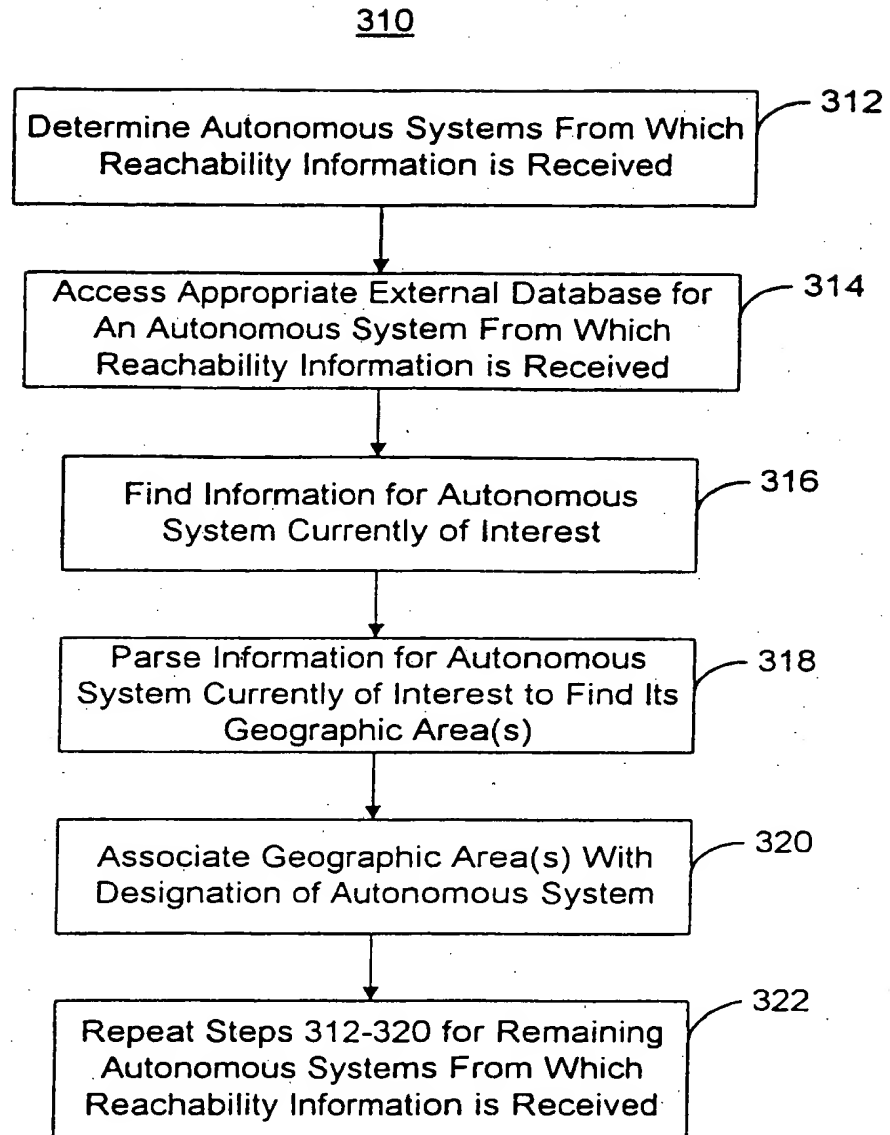 310
Determine Autonomous Systems From Which
Reachability Information is Received
312
Access Appropriate External Database for
An Autonomous System From Which
Reachability Information is Received
314
Find Information for Autonomous
System Currently of Interest
316
Parse Information for Autonomous
System Currently of Interest to Find Its
Geographic Area(s)
318
Associate Geographic Area(s) With
Designation of Autonomous System
320
Repeat Steps 312-320 for Remaining
Autonomous Systems From Which
Reachability Information is Received
322